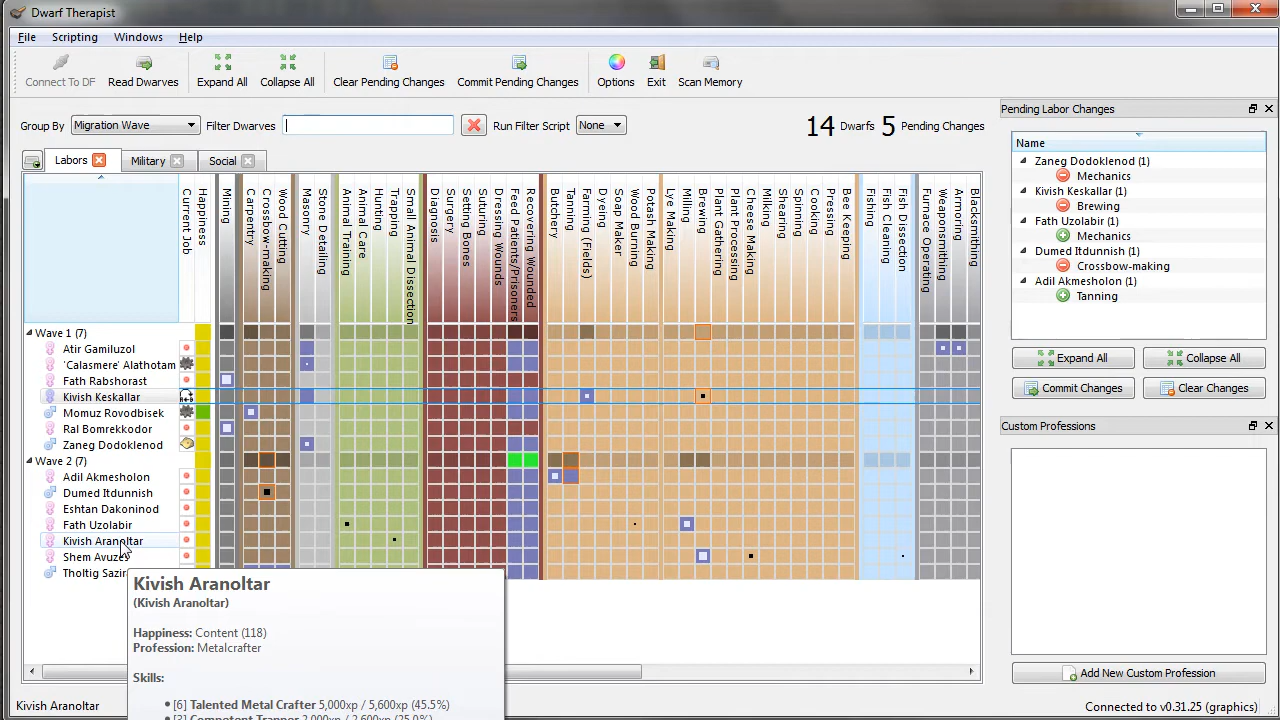 Dwarf Therapist
File Scripting Windows Help
Connect To DF Read Dwarves Expand All Collapse All Clear Pending Changes Commit Pending Changes Options Exit Scan Memory
Group By Migration Wave Filter Dwarves Run Filter Script None 14 Dwarfs 5 Pending Changes
Labors Military Social
Current Job
Happiness
Mining
Carpentry
Crossbow-making
Wood Cutting
Masonry
Stone Detailing
Animal Training
Animal Care
Hunting
Trapping
Small Animal Dissection
Diagnosis
Surgery
Setting Bones
Suturing
Dressing Wounds
Feed Patients/Prisoners
Recovering Wounded
Butchery
Tanning
Farming (Fields)
Dyeing
Soap Maker
Wood Burning
Potash Making
Lye Making
Milling
Brewing
Plant Gathering
Plant Processing
Cheese Making
Milking
Shearing
Spinning
Cooking
Pressing
Bee Keeping
Fishing
Fish Cleaning
Fish Dissection
Furnace Operating
Weaponsmithing
Armoring
Blacksmithing
Wave 1 (7)
Atir Gamiluzol
'Calasmere' Alathotam
Fath Rabshorast
Kivish Keskallar
Momuz Rovodbisek
Ral Bomrekkodor
Zaneg Dodoklenod
Wave 2 (7)
Adil Akmesholon
Dumed Itdunnish
Eshtan Dakoninod
Fath Uzolabir
Kivish Aranoltar
Shem Avuz
Tholtig Sazir
Kivish Aranoltar
(Kivish Aranoltar)
Happiness: Content (118)
Profession: Metalcrafter
Skills:
• [6] Talented Metal Crafter 5,000xp / 5,600xp (45.5%)
• [3] Competent Trapper 2,000xp / 2,600xp (25.0%)
Kivish Aranoltar
Pending Labor Changes
Name
Zaneg Dodoklenod (1)
Mechanics
Kivish Keskallar (1)
Brewing
Fath Uzolabir (1)
Mechanics
Dumed Itdunnish (1)
Crossbow-making
Adil Akmesholon (1)
Tanning
Expand All Collapse All
Commit Changes Clear Changes
Custom Professions
Add New Custom Profession
Connected to v0.31.25 (graphics)